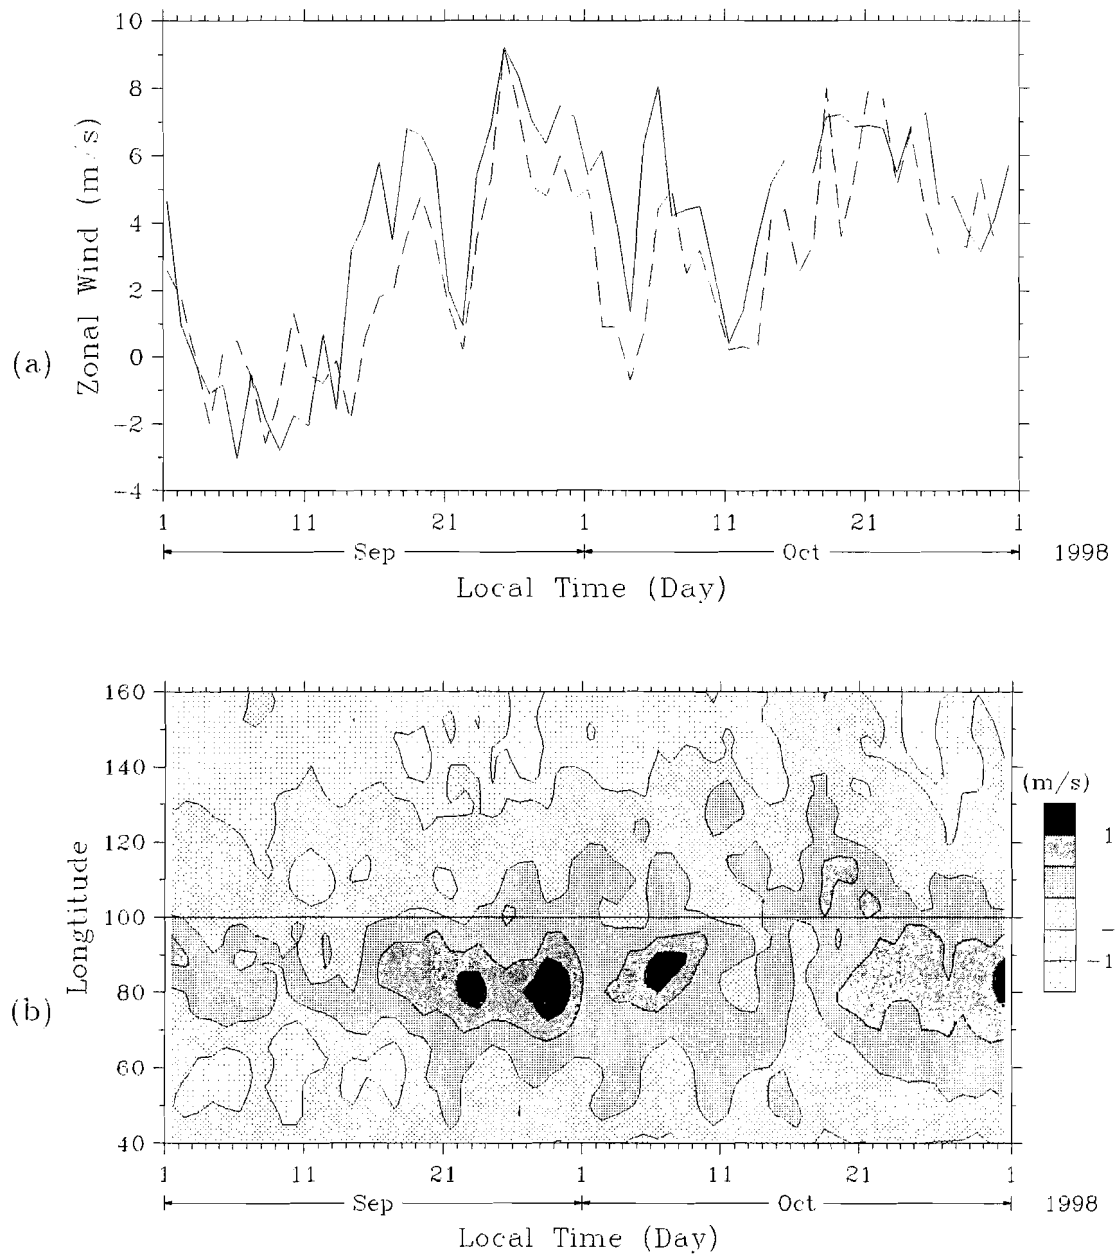 10
8
6
4
2
0
-2
-4
Zonal Wind (m/s)
(a)
1 11 21 1 11 21 1
Sep Oct 1998
Local Time (Day)
160
140
120
100
80
60
40
Longtitude
(b)
(m/s)
1
-
-1
1 11 21 1 11 21 1
Sep Oct 1998
Local Time (Day)